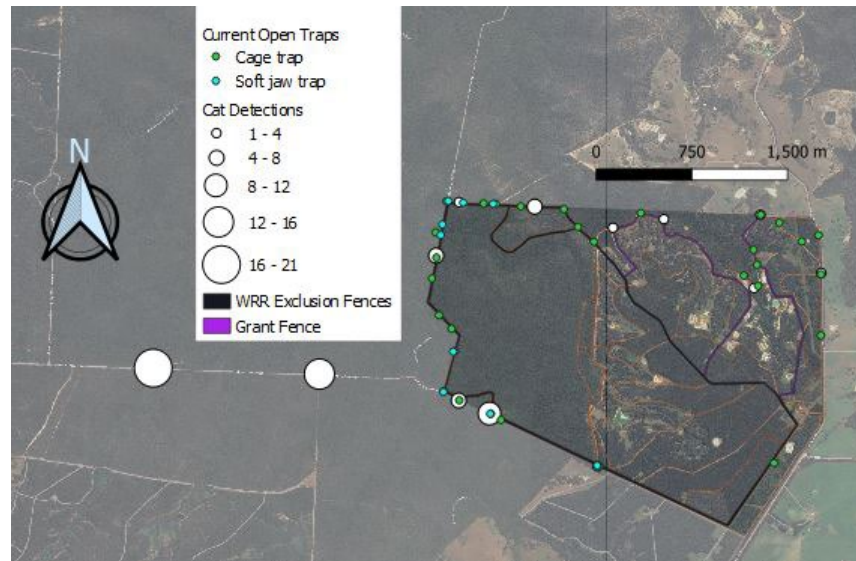 Current Open Traps
Cage trap
Soft jaw trap
Cat Detections
1 - 4
4 - 8
8 - 12
12 - 16
16 - 21
WRR Exclusion Fences
Grant Fence
N
0 750 1,500 m